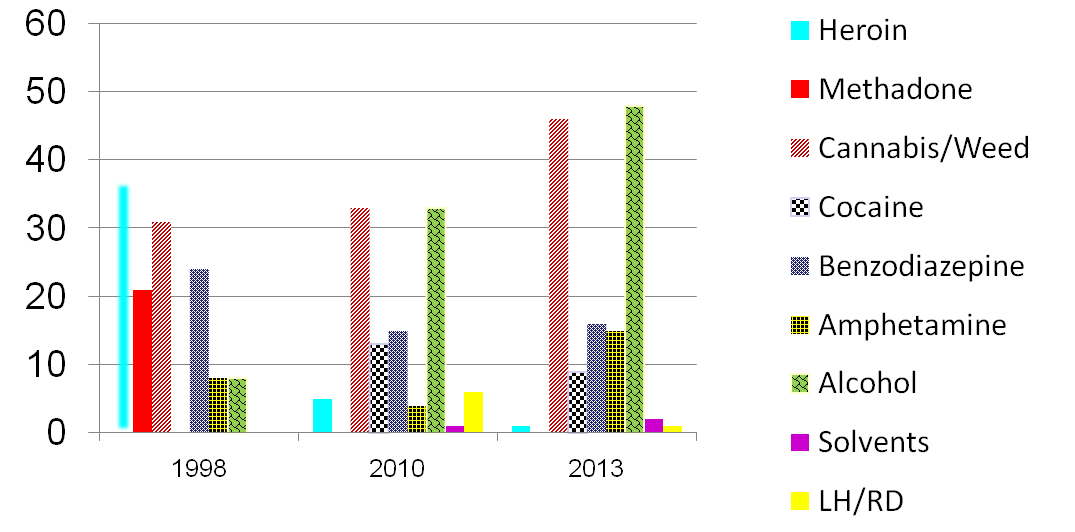 60
50
40
30
20
10
0
1998 2010 2013
Heroin
Methadone
Cannabis/Weed
Cocaine
Benzodiazepine
Amphetamine
Alcohol
Solvents
LH/RD